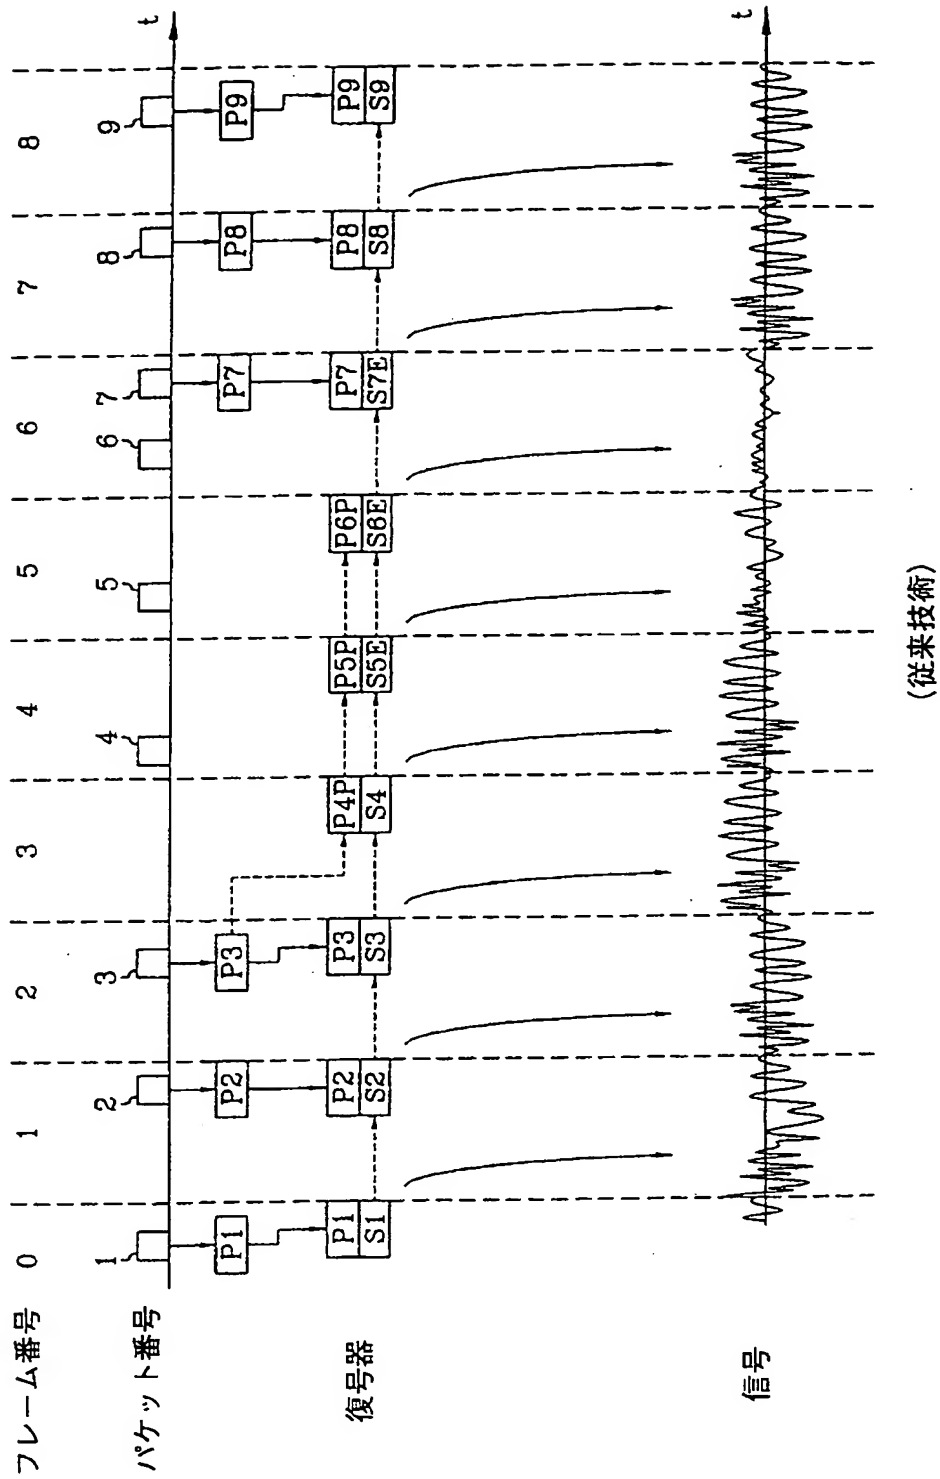 フレーム番号 0 1 2 3 4 5 6 7 8
パケット番号 1 2 3 4 5 6 7 8 9 t
P1 P2 P3 P7 P8 P9
復号器
P1 P2 P3 P4P P5P P6P P7 P8 P9
S1 S2 S3 S4 S5E S6E S7E S8 S9
信号 t
(従来技術)